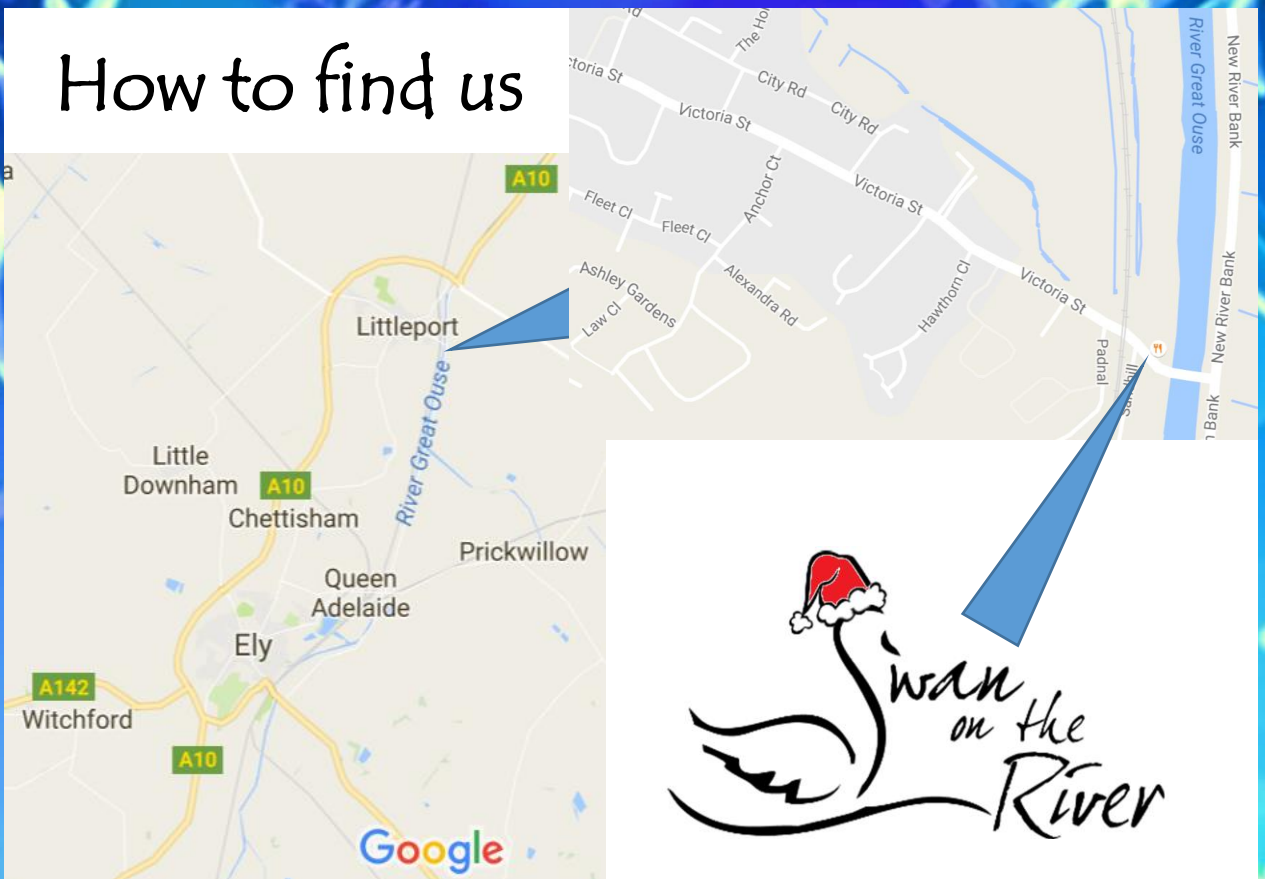 How to find us
A10
Littleport
River Great Ouse
Little
Downham
A10
Chettisham
Prickwillow
Queen
Adelaide
Ely
A142
Witchford
A10
Google
City Rd
City Rd
Victoria St
Victoria St
Victoria St
Anchor Ct
Fleet Cl
Fleet Cl
Ashley Gardens
Law Cl
Alexandra Rd
Hawthorn Cl
Padnal
River Great Ouse
New River Bank
New River Bank
Bank
Swan
on the
River